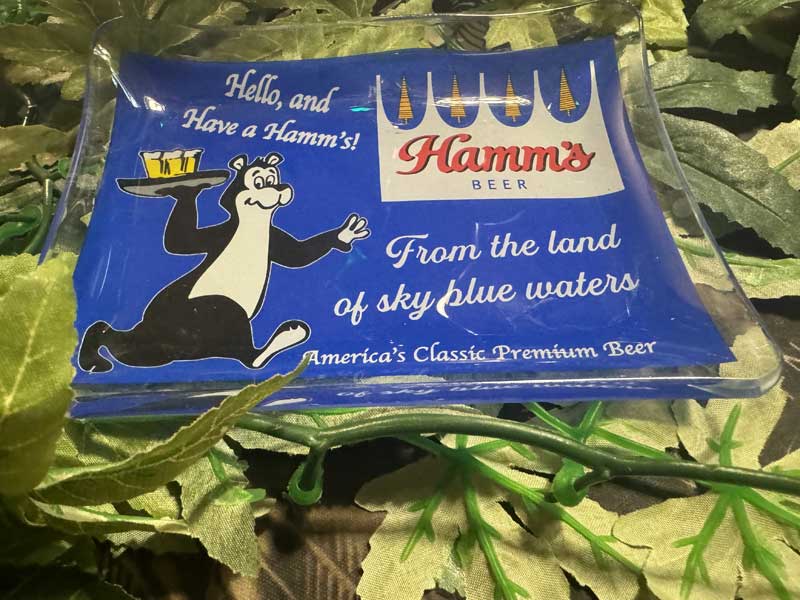 Hello, and
Have a Hamm's!
Hamm's
BEER
From the land
of sky blue waters
America's Classic Premium Beer